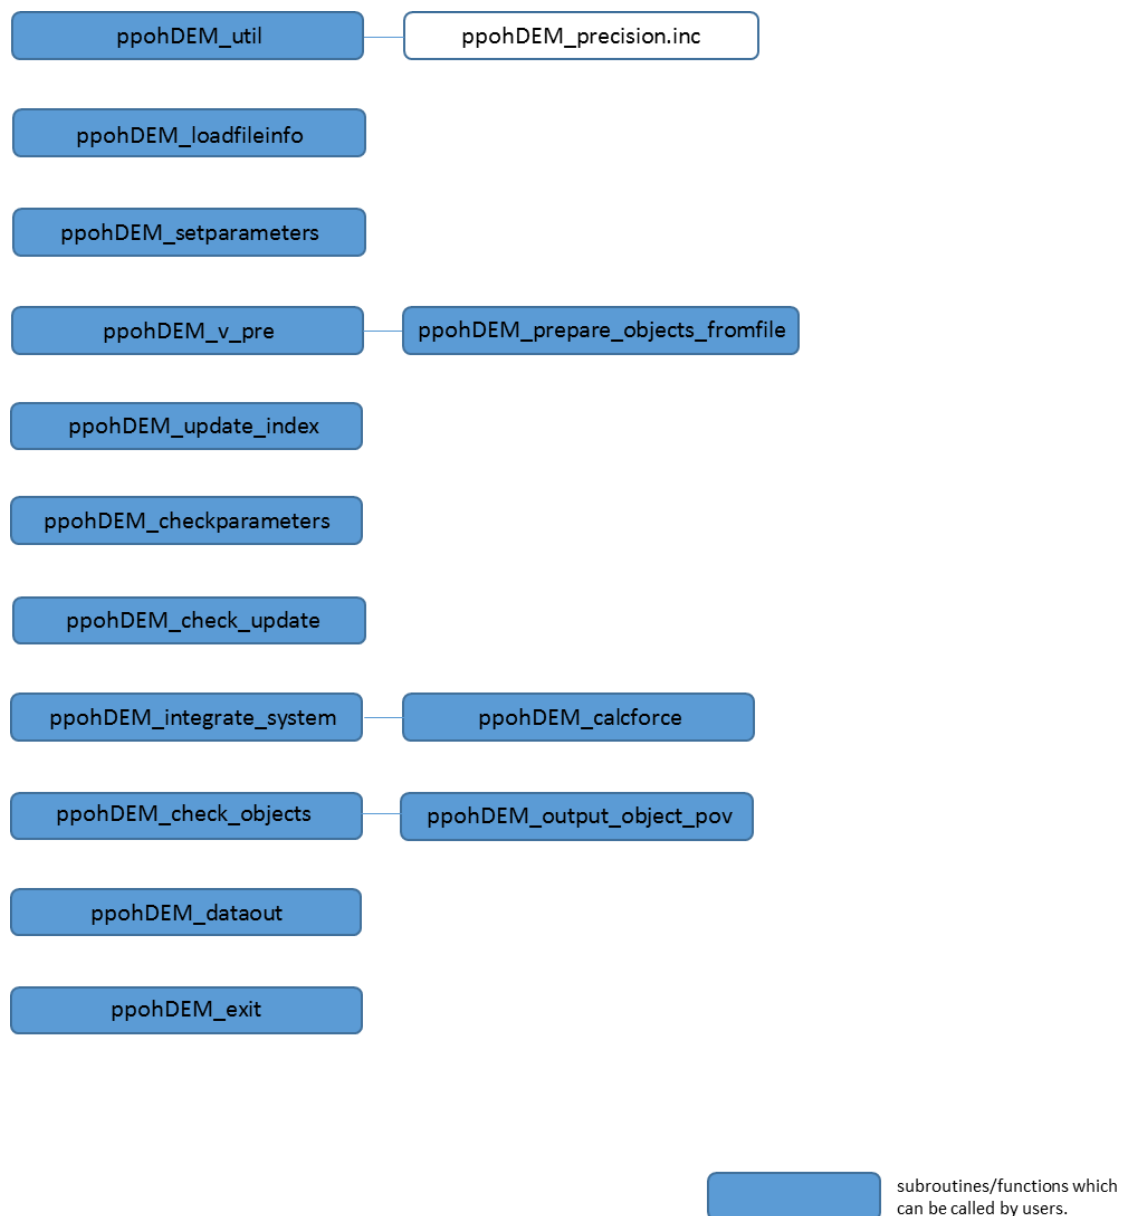 ppohDEM_util
ppohDEM_precision.inc
ppohDEM_loadfileinfo
ppohDEM_setparameters
ppohDEM_v_pre
ppohDEM_prepare_objects_fromfile
ppohDEM_update_index
ppohDEM_checkparameters
ppohDEM_check_update
ppohDEM_integrate_system
ppohDEM_calcforce
ppohDEM_check_objects
ppohDEM_output_object_pov
ppohDEM_dataout
ppohDEM_exit
subroutines/functions which
can be called by users.